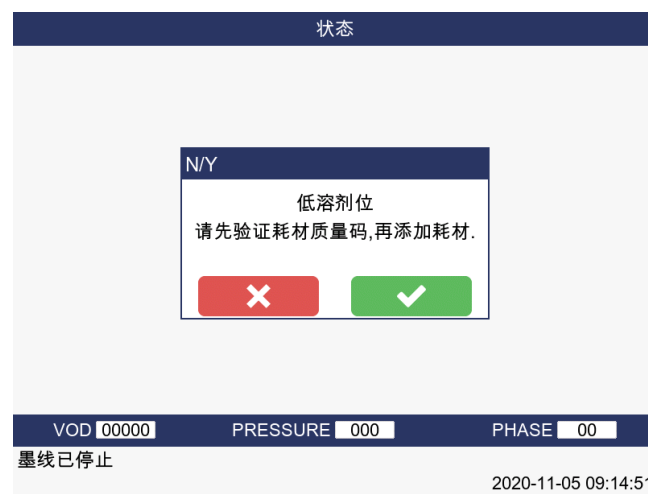 状态
N/Y
低溶剂位
请先验证耗材质量码,再添加耗材.
VOD 00000 PRESSURE 000 PHASE 00
墨线已停止
2020-11-05 09:14:51